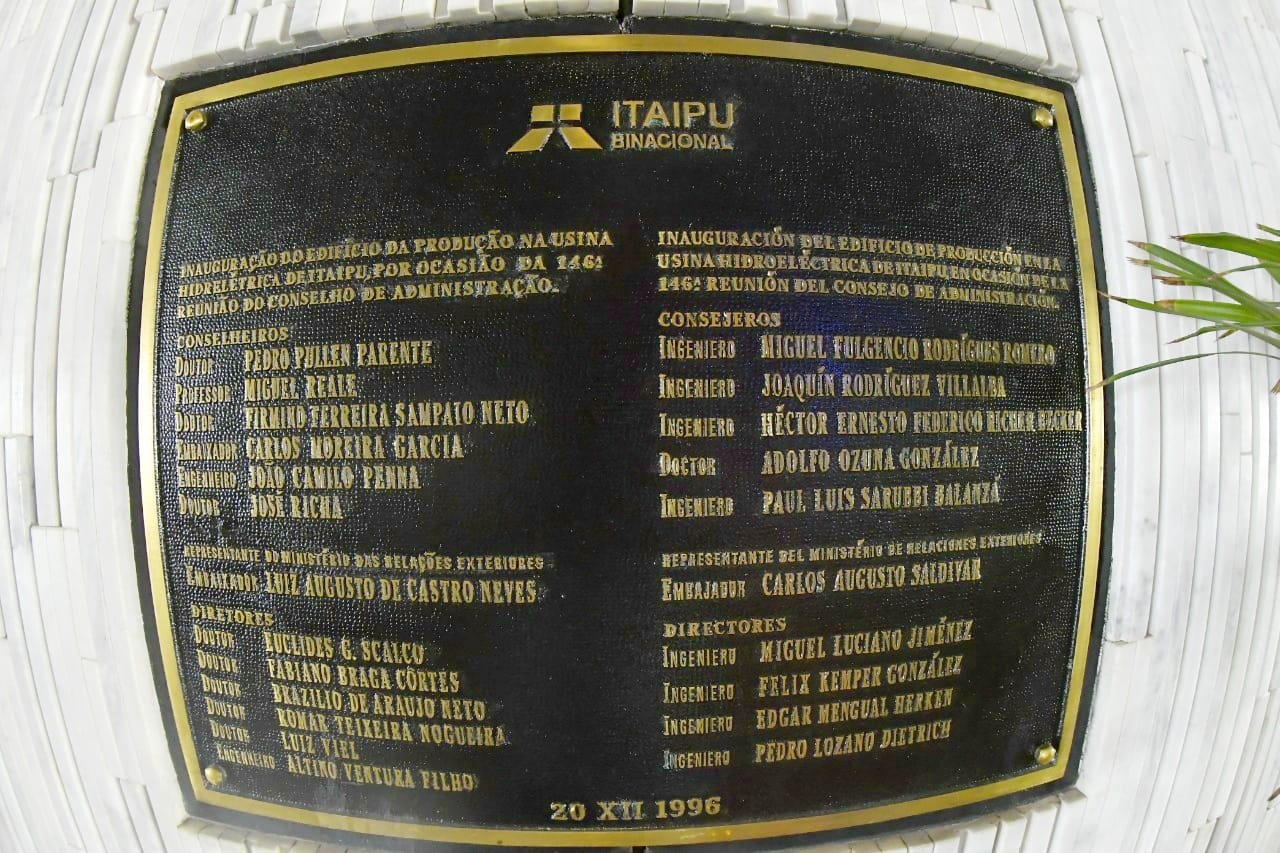 ITAIPU
BINACIONAL
INAUGURAÇÃO DO EDIFÍCIO DA PRODUÇÃO NA USINA
HIDRELÉTRICA DE ITAIPU, POR OCASIÃO DA 146ª
REUNIÃO DO CONSELHO DE ADMINISTRAÇÃO.
CONSELHEIROS
DOUTOR PEDRO PULLEN PARENTE
PROFESSOR MIGUEL REALE
DOUTOR FIRMINO FERREIRA SAMPAIO NETO
EMBAIXADOR CARLOS MOREIRA GARCIA
ENGENHEIRO JOÃO CAMILO PENNA
DOUTOR JOSÉ RICHA
REPRESENTANTE DO MINISTÉRIO DAS RELAÇÕES EXTERIORES
EMBAIXADOR LUIZ AUGUSTO DE CASTRO NEVES
DIRETORES
DOUTOR EUCLIDES G. SCALCO
DOUTOR FABIANO BRAGA CÔRTES
DOUTOR BRAZILIO DE ARAUJO NETO
DOUTOR ROMAR TEIXEIRA NOGUEIRA
DOUTOR LUIZ VIEL
ENGENHEIRO ALTINO VENTURA FILHO
INAUGURACIÓN DEL EDIFICIO DE PRODUCCIÓN EN LA
USINA HIDROELÉCTRICA DE ITAIPU, EN OCASIÓN DE LA
146ª REUNIÓN DEL CONSEJO DE ADMINISTRACIÓN.
CONSEJEROS
INGENIERO MIGUEL FULGENCIO RODRÍGUES ROMERO
INGENIERO JOAQUÍN RODRÍGUEZ VILLALBA
INGENIERO HÉCTOR ERNESTO FEDERICO RICHER BECKER
DOCTOR ADOLFO OZUNA GONZÁLEZ
INGENIERO PAUL LUIS SARUBBI BALANZÁ
REPRESENTANTE DEL MINISTÉRIO DE RELACIONES EXTERIORES
EMBAJADOR CARLOS AUGUSTO SALDIVAR
DIRECTORES
INGENIERO MIGUEL LUCIANO JIMÉNEZ
INGENIERO FELIX KEMPER GONZÁLEZ
INGENIERO EDGAR MENGUAL HERKEN
INGENIERO PEDRO LOZANO DIETRICH
20 XII 1996